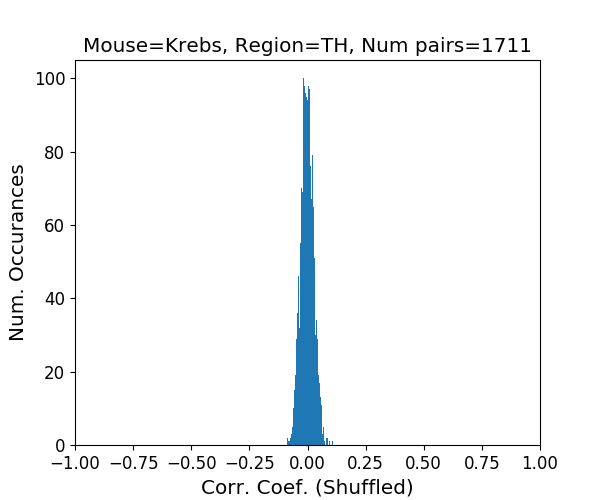 Mouse=Krebs, Region=TH, Num pairs=1711
100
80
60
40
20
0
Num. Occurances
−1.00 −0.75 −0.50 −0.25 0.00 0.25 0.50 0.75 1.00
Corr. Coef. (Shuffled)